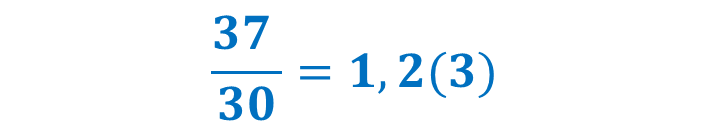 37
30 = 1,2(3)